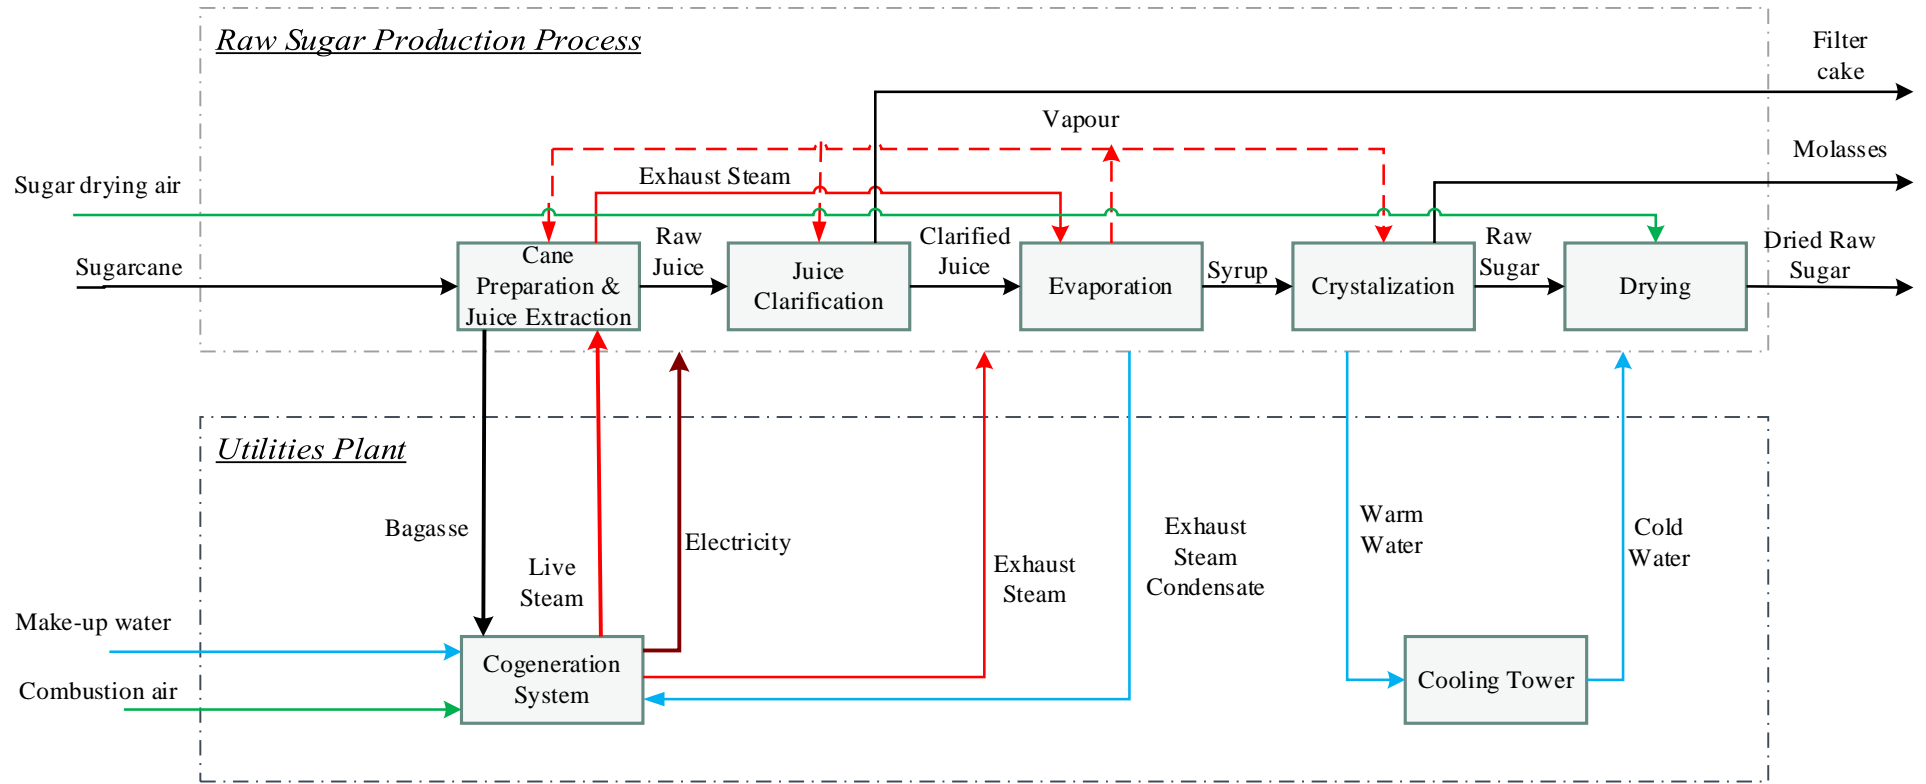 Raw Sugar Production Process
Filter
cake
Vapour
Molasses
Sugar drying air
Exhaust Steam
Raw
Juice
Clarified
Juice
Raw
Sugar
Dried Raw
Sugar
Sugarcane
Cane
Preparation &
Juice Extraction
Juice
Clarification
Evaporation
Syrup
Crystalization
Drying
Utilities Plant
Bagasse
Live
Steam
Electricity
Exhaust
Steam
Exhaust
Steam
Condensate
Warm
Water
Cold
Water
Make-up water
Combustion air
Cogeneration
System
Cooling Tower